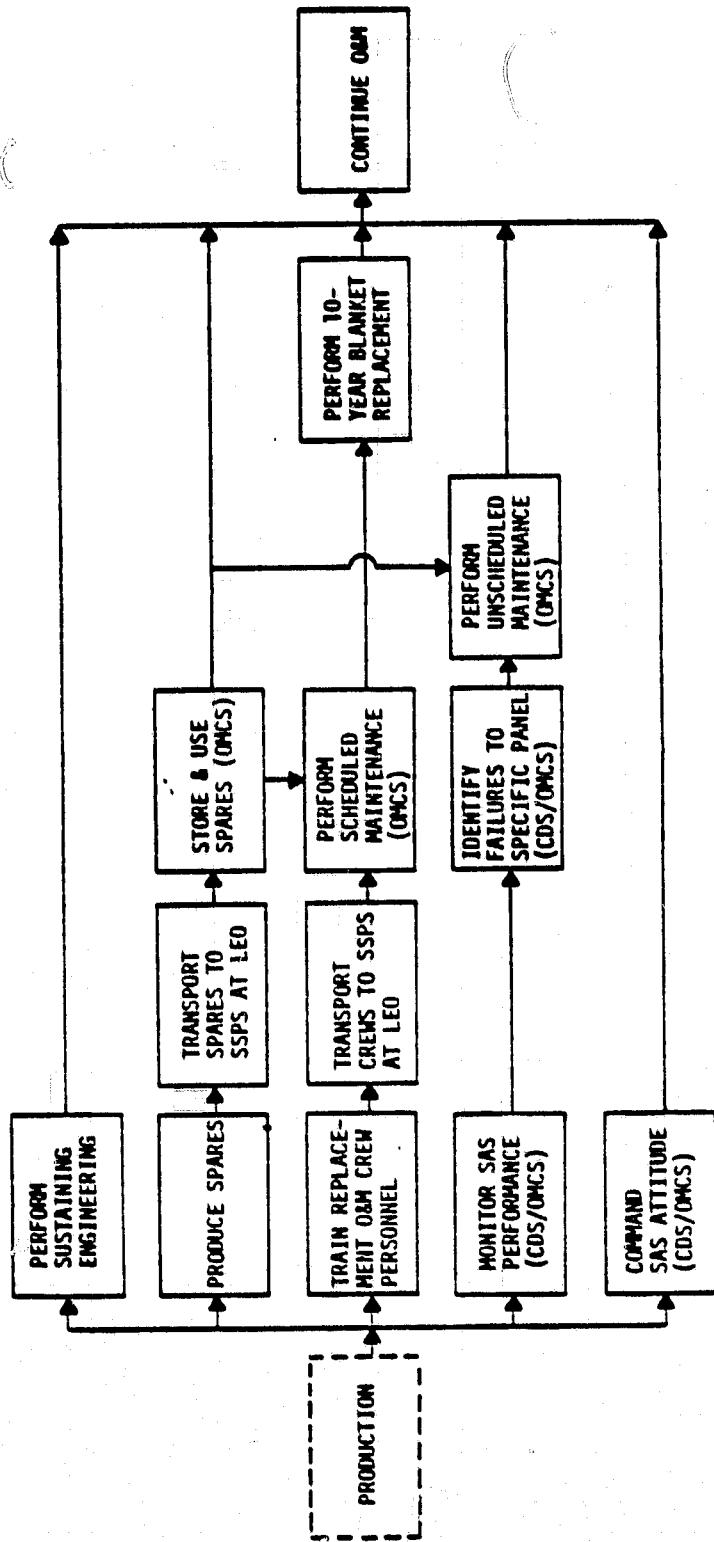 PRODUCTION
PERFORM
SUSTAINING
ENGINEERING
PRODUCE SPARES
TRANSPORT
SPARES TO
SSPS AT LEO
STORE & USE
SPARES (OMCS)
TRAIN REPLACE-
MENT O&M CREW
PERSONNEL
TRANSPORT
CREWS TO SSPS
AT LEO
PERFORM
SCHEDULED
MAINTENANCE
(OMCS)
PERFORM 10-
YEAR BLANKET
REPLACEMENT
MONITOR SAS
PERFORMANCE
(CDS/OMCS)
IDENTIFY
FAILURES TO
SPECIFIC PANEL
(CDS/OMCS)
PERFORM
UNSCHEDULED
MAINTENANCE
(OMCS)
COMMAND
SAS ATTITUDE
(CDS/OMCS)
CONTINUE O&M